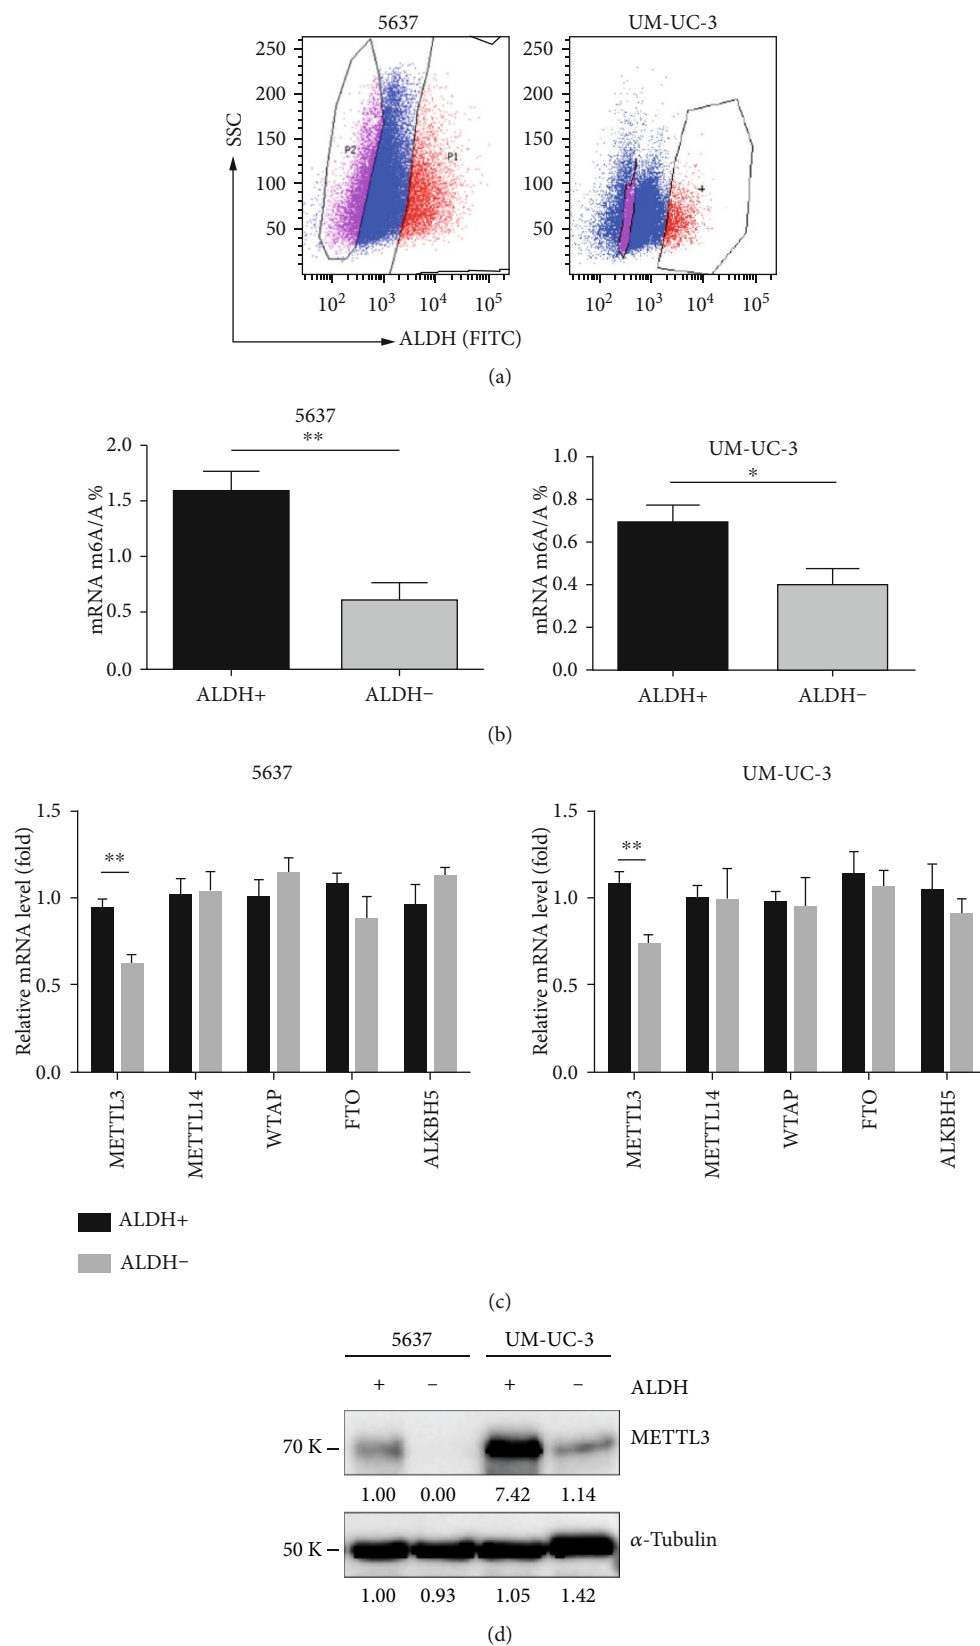 5637 UM-UC-3
250 250
200 200
150 150
100 100
50 50
P2 P1
SSC
10² 10³ 10⁴ 10⁵ 10² 10³ 10⁴ 10⁵
ALDH (FITC)
(a)
5637
**
2.0
1.5
1.0
0.5
0.0
mRNA m6A/A %
ALDH+ ALDH−
UM-UC-3
*
1.0
0.8
0.6
0.4
0.2
0.0
mRNA m6A/A %
ALDH+ ALDH−
(b)
5637
1.5
1.0
0.5
0.0
Relative mRNA level (fold)
**
METTL3
METTL14
WTAP
FTO
ALKBH5
UM-UC-3
1.5
1.0
0.5
0.0
Relative mRNA level (fold)
**
METTL3
METTL14
WTAP
FTO
ALKBH5
ALDH+
ALDH−
(c)
5637 UM-UC-3
+ − + − ALDH
70 K METTL3
1.00 0.00 7.42 1.14
50 K α-Tubulin
1.00 0.93 1.05 1.42
(d)